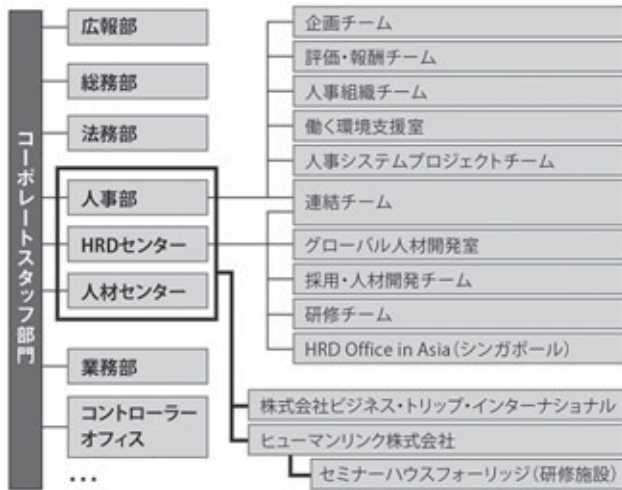 コーポレートスタッフ部門
広報部
総務部
法務部
人事部
HRDセンター
人材センター
業務部
コントローラー
オフィス
…
企画チーム
評価・報酬チーム
人事組織チーム
働く環境支援室
人事システムプロジェクトチーム
連結チーム
グローバル人材開発室
採用・人材開発チーム
研修チーム
HRD Office in Asia（シンガポール）
株式会社ビジネス・トリップ・インターナショナル
ヒューマンリンク株式会社
セミナーハウスフォーリッジ（研修施設）